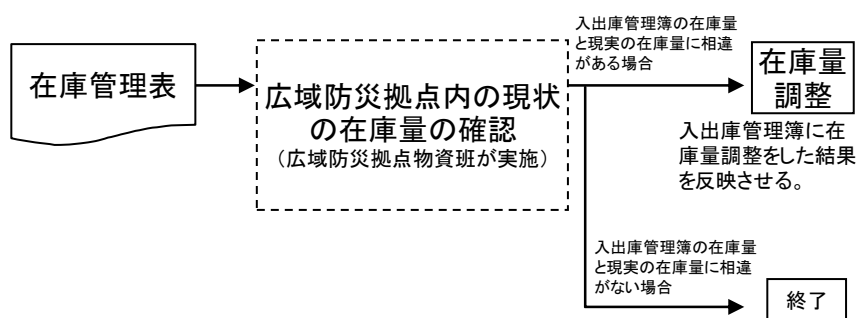 在庫管理表
広域防災拠点内の現状
の在庫量の確認
（広域防災拠点物資班が実施）
入出庫管理簿の在庫量
と現実の在庫量に相違
がある場合
在庫量
調整
入出庫管理簿に在
庫量調整をした結果
を反映させる。
入出庫管理簿の在庫量
と現実の在庫量に相違
がない場合
終了